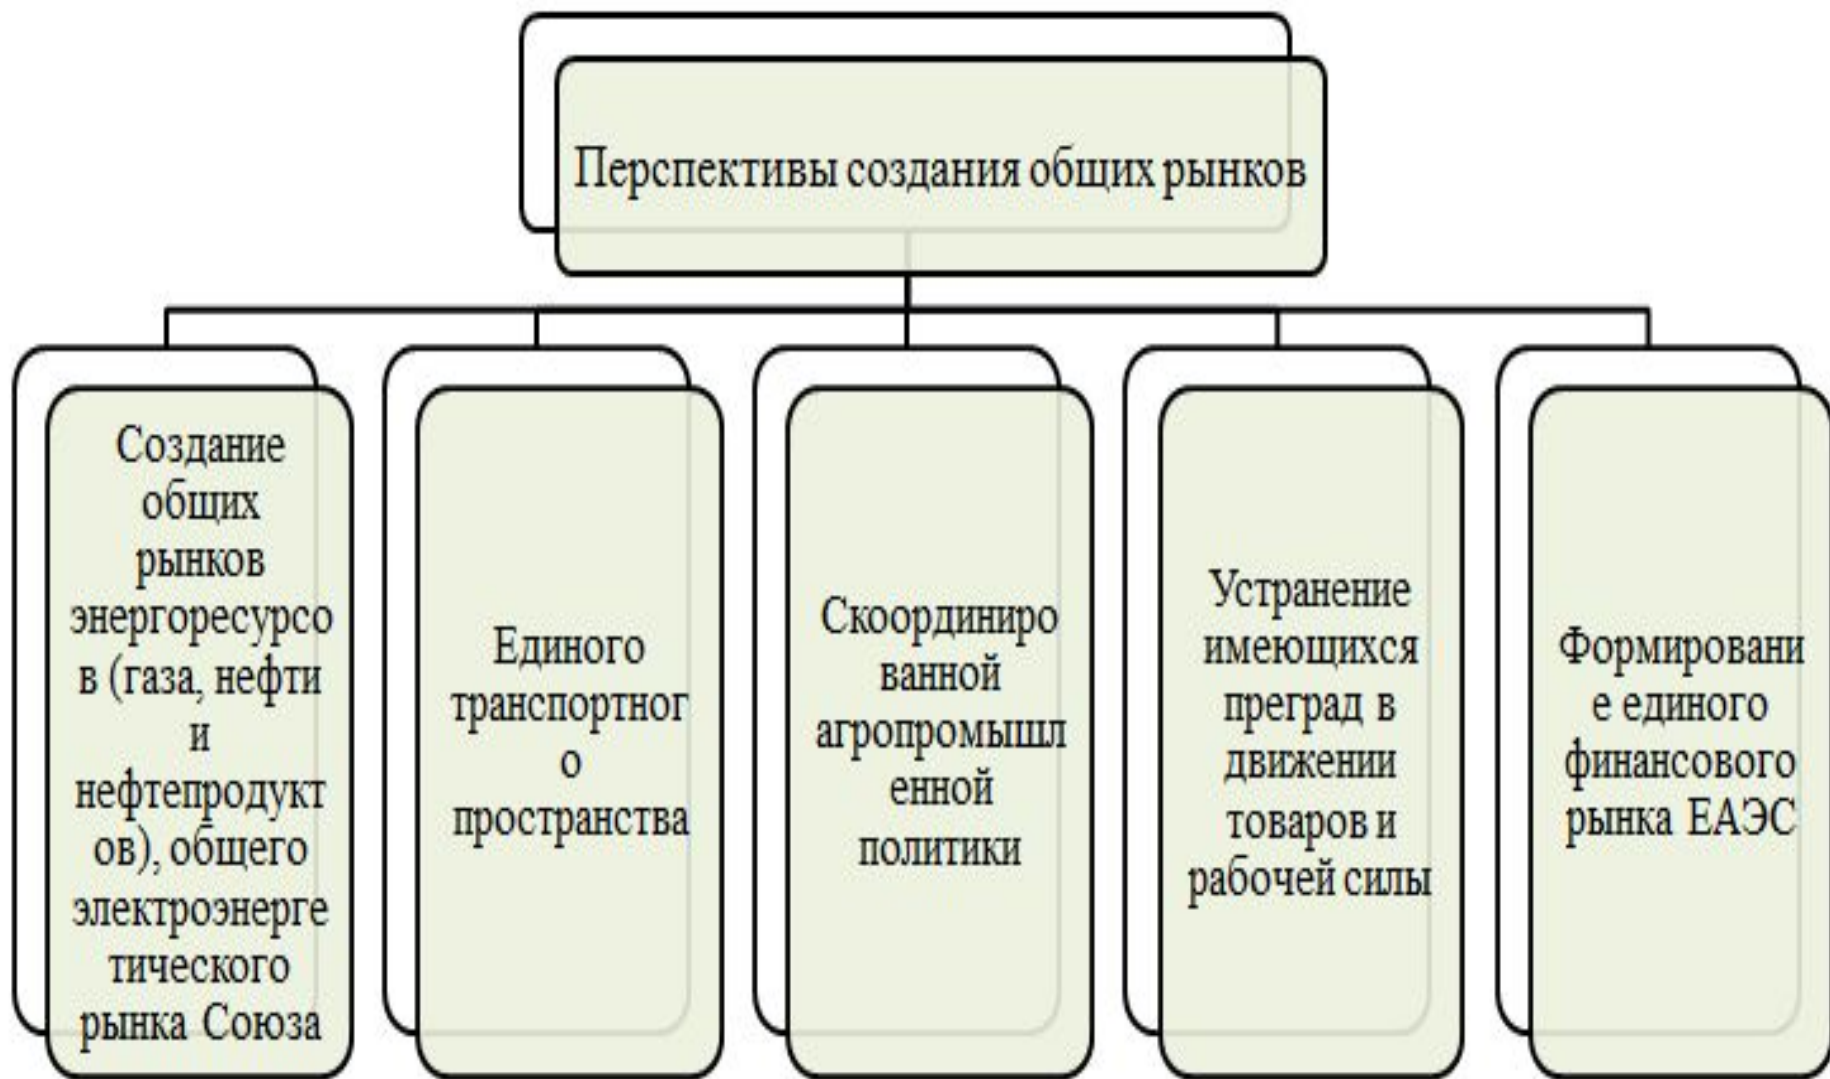 Перспективы создания общих рынков
Создание
общих
рынков
энергоресурсо
в (газа, нефти
и
нефтепродукт
ов), общего
электроэнерге
тического
рынка Союза
Единого
транспортног
о
пространства
Скоординиро
ванной
агропромышл
енной
политики
Устранение
имеющихся
преград в
движении
товаров и
рабочей силы
Формировани
е единого
финансового
рынка ЕАЭС